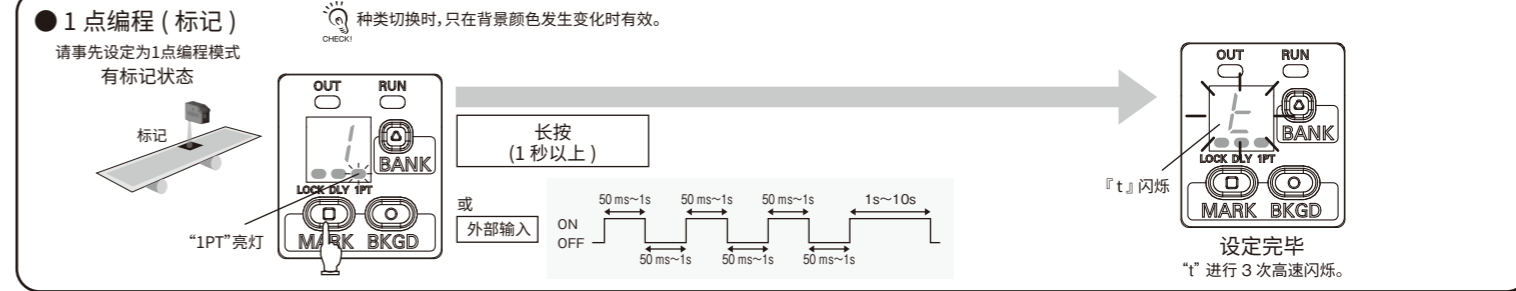 ● 1 点编程 ( 标记 )
CHECK!
种类切换时,只在背景颜色发生变化时有效。
请事先设定为1点编程模式
有标记状态
标记
OUT RUN
1
BANK
LOCK DLY 1PT
MARK BKGD
“1PT”亮灯
长按
(1 秒以上 )
或
外部输入
ON
OFF
50 ms～1s 50 ms～1s 50 ms～1s 1s～10s
50 ms～1s 50 ms～1s 50 ms～1s
OUT RUN
t
BANK
LOCK DLY 1PT
MARK BKGD
『 t 』闪烁
设定完毕
“t” 进行 3 次高速闪烁。